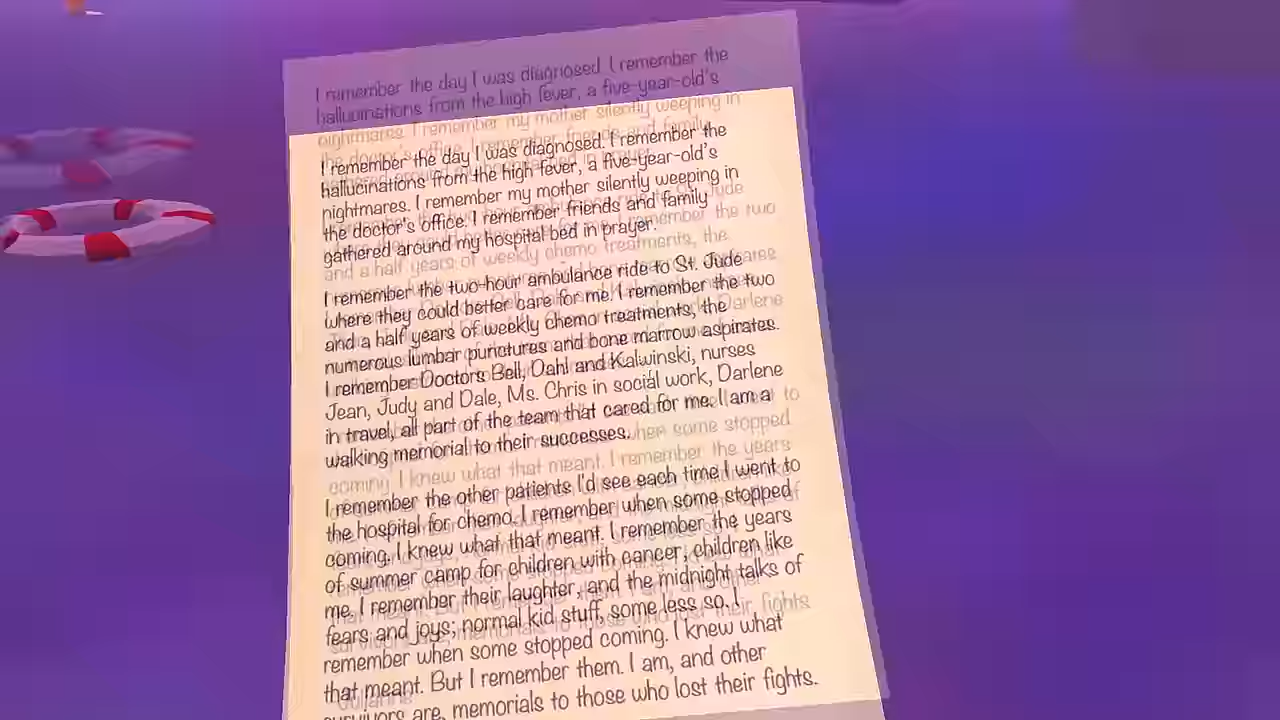 I remember the day I was diagnosed. I remember the
hallucinations from the high fever, a five-year-old's
nightmares. I remember my mother silently weeping in
the doctor's office. I remember friends and family
gathered around my hospital bed in prayer.
I remember the two-hour ambulance ride to St. Jude
where they could better care for me. I remember the two
and a half years of weekly chemo treatments, the
numerous lumbar punctures and bone marrow aspirates.
I remember Doctors Bell, Dahl and Kalwinski, nurses
Jean, Judy and Dale, Ms. Chris in social work, Darlene
in travel, all part of the team that cared for me. I am a
walking memorial to their successes.
I remember the other patients I'd see each time I went to
the hospital for chemo. I remember when some stopped
coming. I knew what that meant. I remember the years
of summer camp for children with cancer, children like
me. I remember their laughter, and the midnight talks of
fears and joys; normal kid stuff, some less so. I
remember when some stopped coming. I knew what
that meant. But I remember them. I am, and other
survivors are, memorials to those who lost their fights.